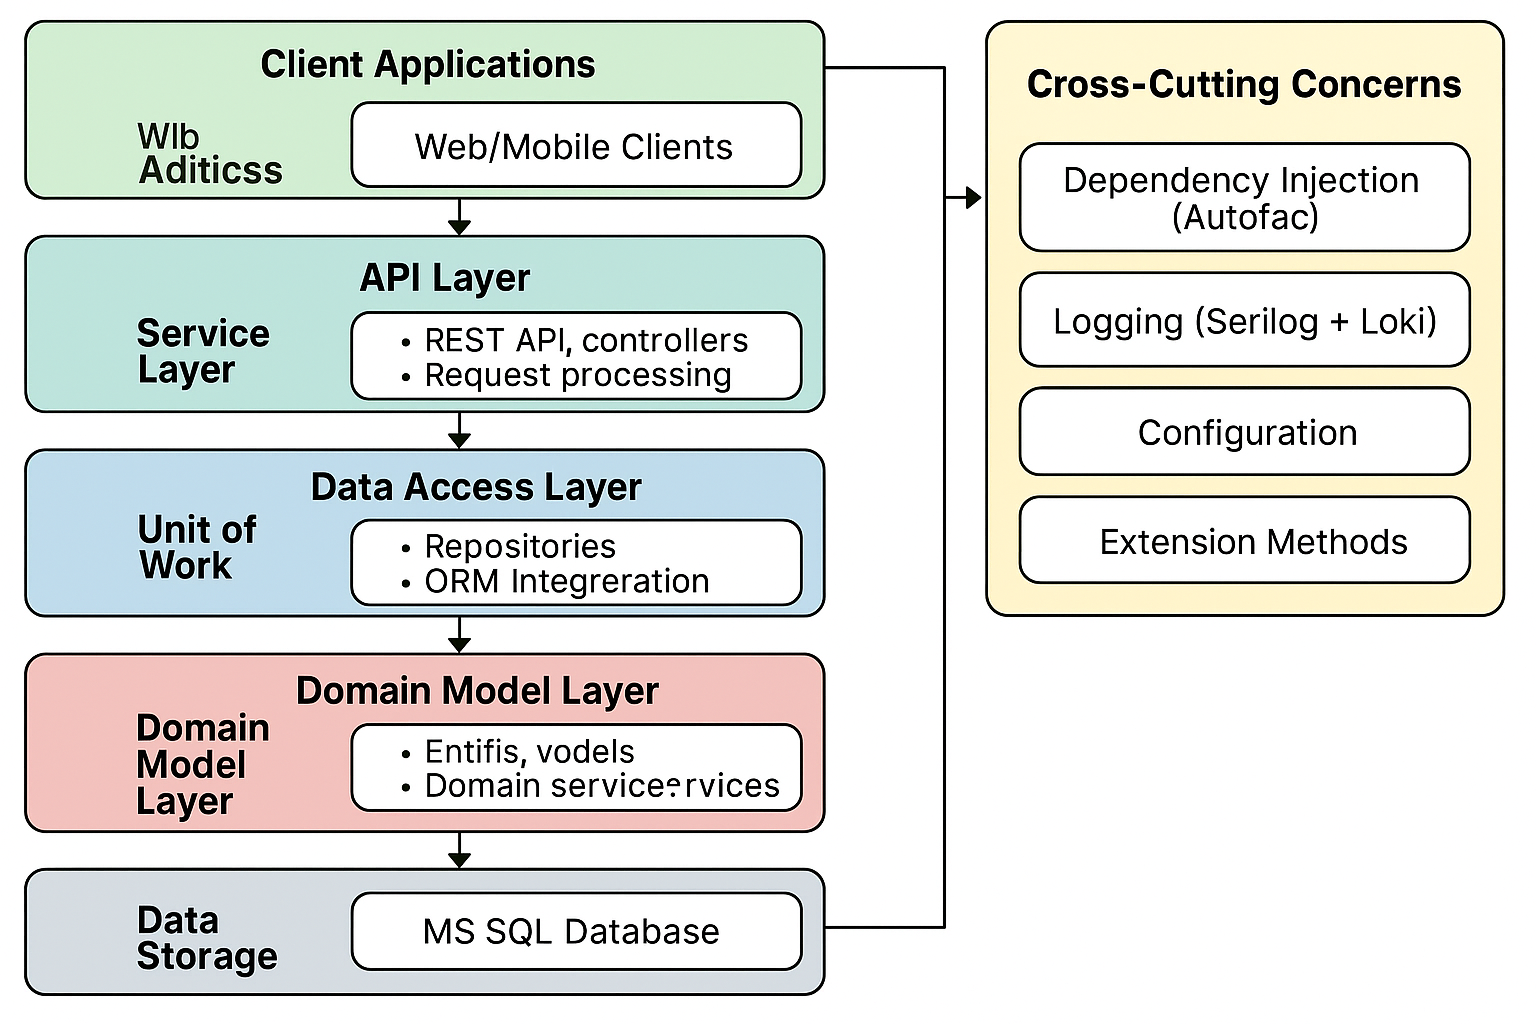 Client Applications
Wlb
Aditicss
Web/Mobile Clients
API Layer
Service
Layer
• REST API, controllers
• Request processing
Data Access Layer
Unit of
Work
• Repositories
• ORM Integreration
Domain Model Layer
Domain
Model
Layer
• Entifis, vodels
• Domain
Data
Storage
MS SQL Database
Cross-Cutting Concerns
Dependency Injection
(Autofac)
Logging (Serilog + Loki)
Configuration
Extension Methods